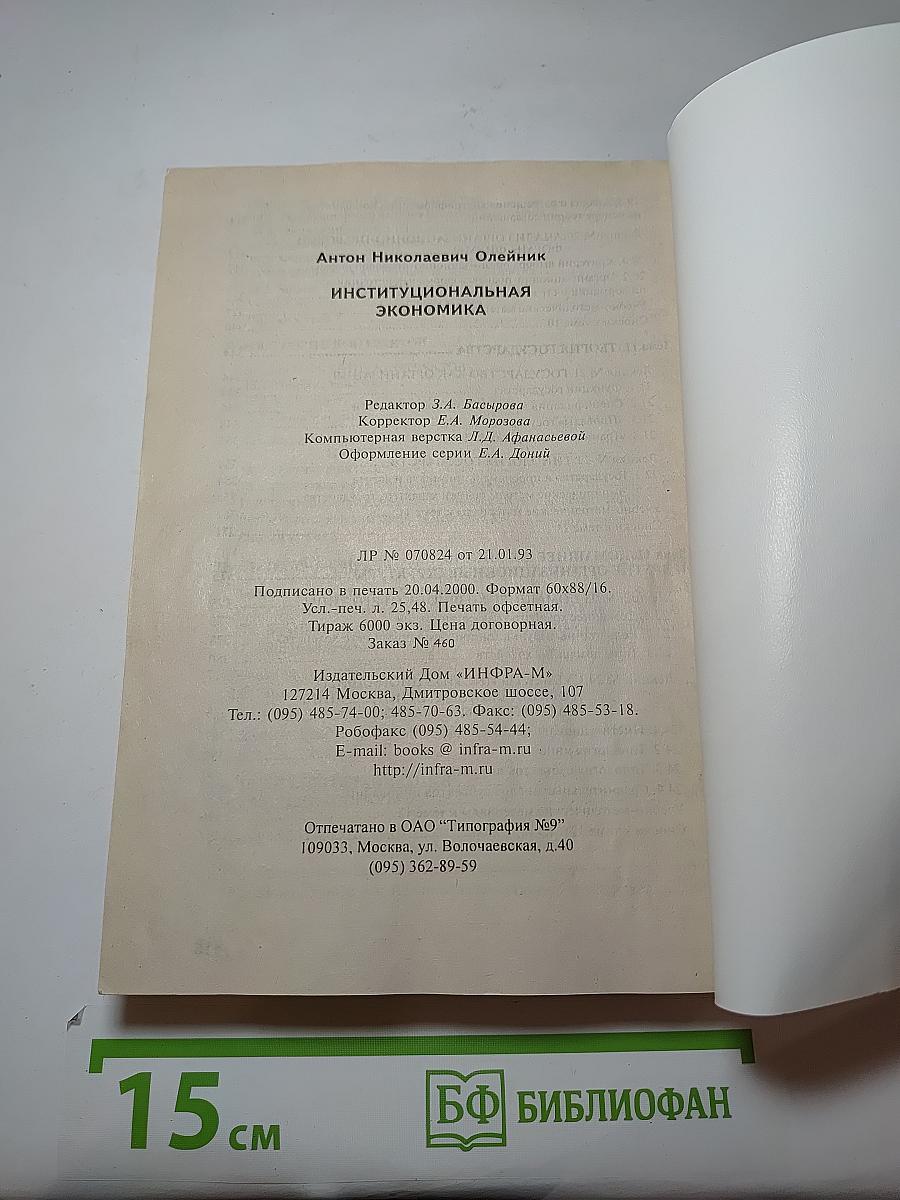 Антон Николаевич Олейник
ИНСТИТУЦИОНАЛЬНАЯ
ЭКОНОМИКА
Редактор З.А. Басырова
Корректор Е.А. Морозова
Компьютерная верстка Л.Д. Афанасьевой
Оформление серии Е.А. Доний
ЛР № 070824 от 21.01.93
Подписано в печать 20.04.2000. Формат 60x88/16.
Усл.-печ. л. 25,48. Печать офсетная.
Тираж 6000 экз. Цена договорная.
Заказ № 460
Издательский Дом «ИНФРА-М»
127214 Москва, Дмитровское шоссе, 107
Тел.: (095) 485-74-00; 485-70-63. Факс: (095) 485-53-18.
Робофакс (095) 485-54-44;
E-mail: books @ infra-m.ru
http://infra-m.ru
Отпечатано в ОАО “Типография №9”
109033, Москва, ул. Волочаевская, д.40
(095) 362-89-59
15 см
БФ БИБЛИОФАН